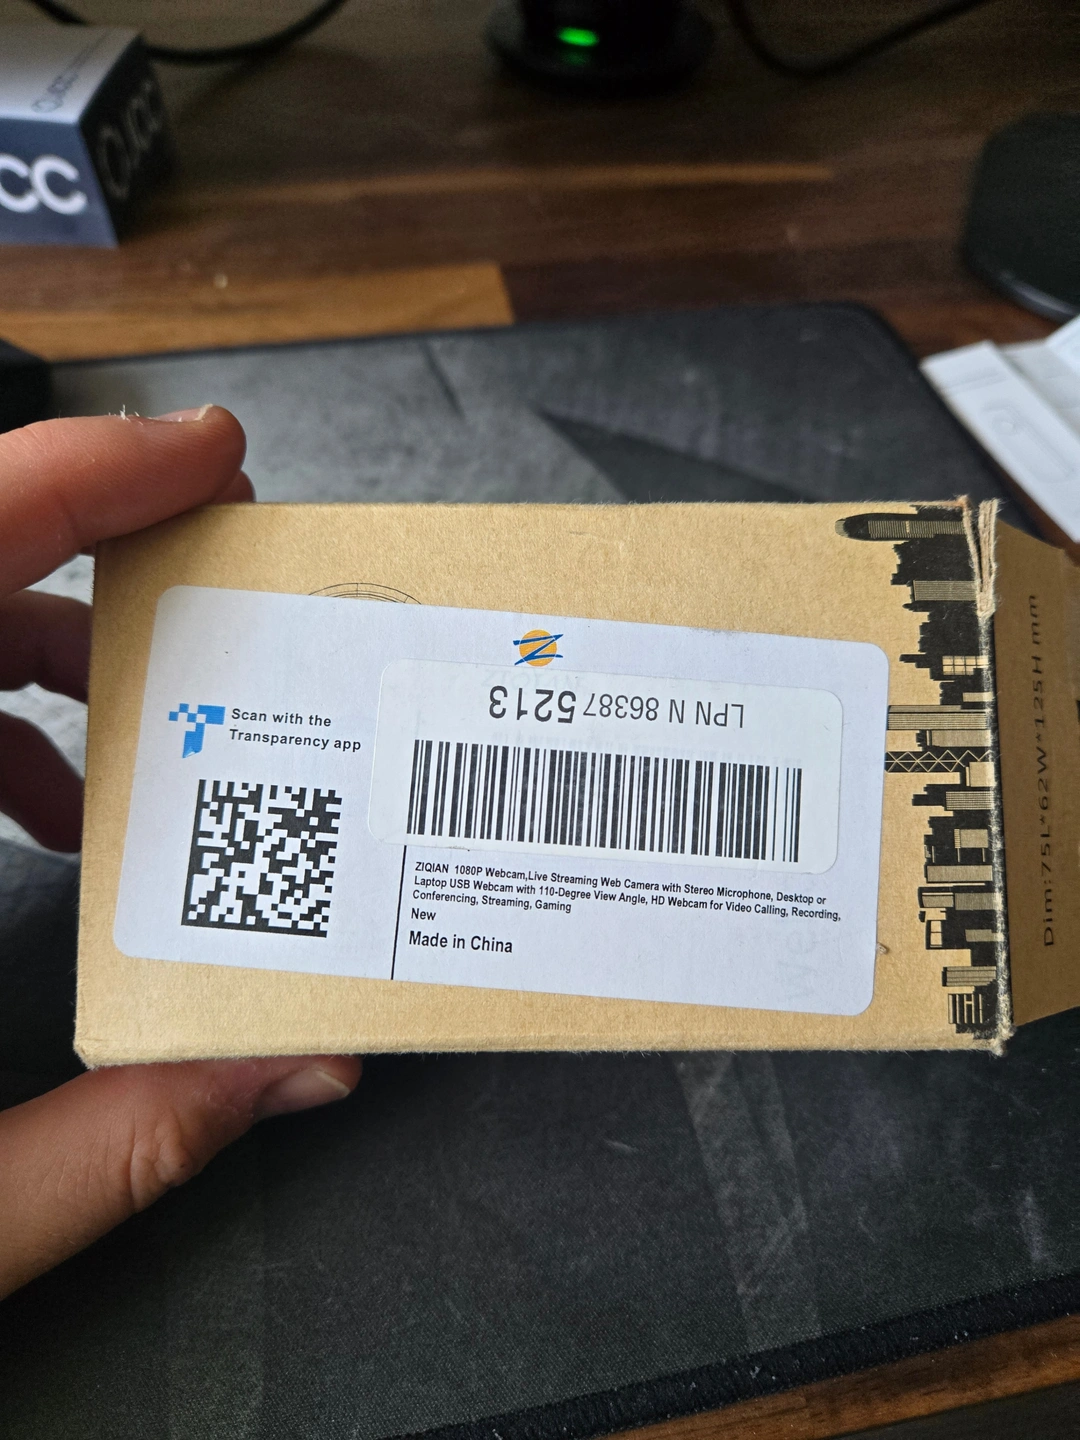 CC
Scan with the
Transparency app
LPN N 863875213
ZIQIAN 1080P Webcam,Live Streaming Web Camera with Stereo Microphone, Desktop or
Laptop USB Webcam with 110-Degree View Angle, HD Webcam for Video Calling, Recording,
Conferencing, Streaming, Gaming
New
Made in China
Dim:75L*62W*125H mm